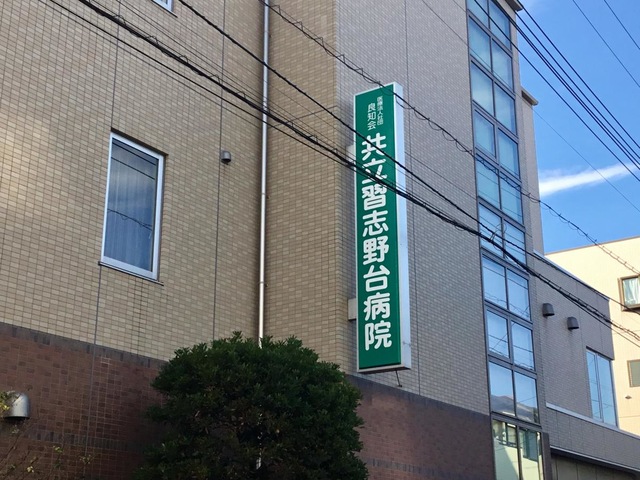 医療法人社団
良知会
共立習志野台病院